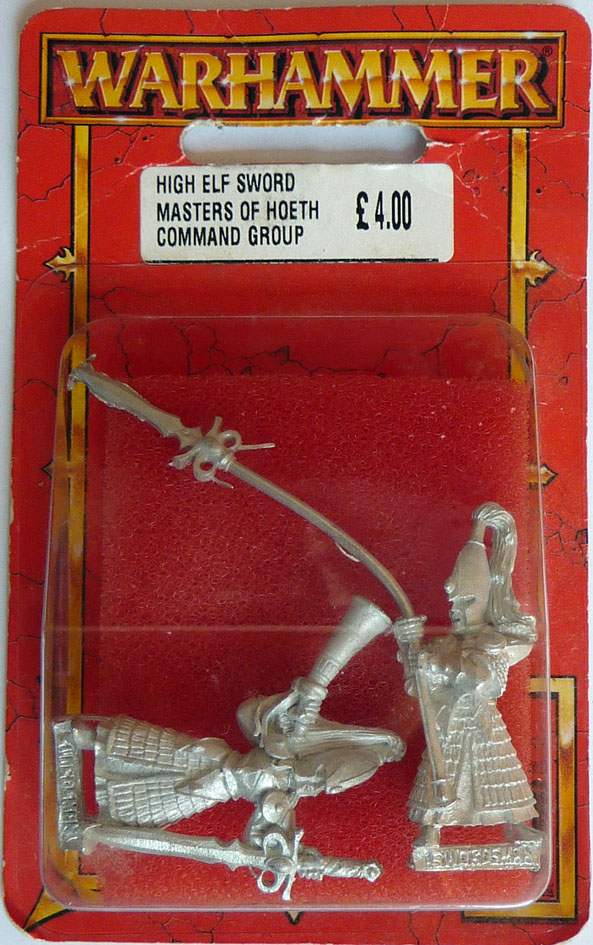 WARHAMMER®
HIGH ELF SWORD
MASTERS OF HOETH
COMMAND GROUP
£4.00